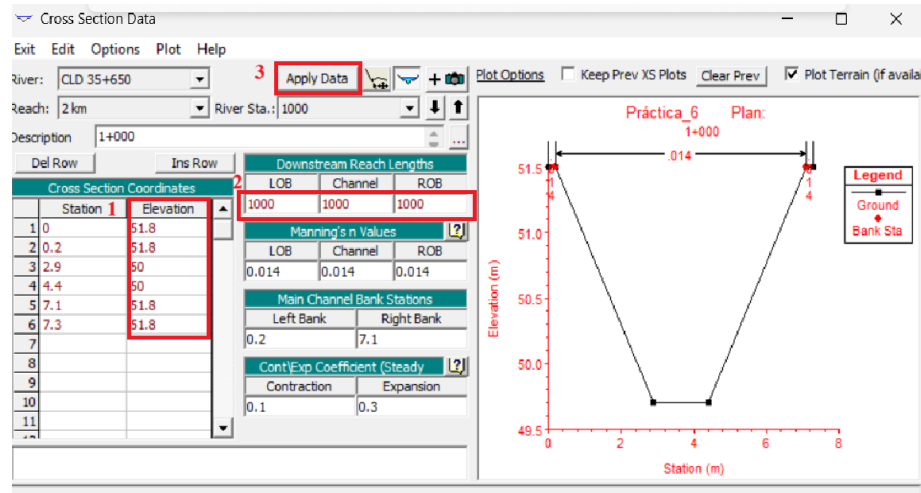 Cross Section Data
Exit Edit Options Plot Help
River: CLD 35+650 3 Apply Data Plot Options Keep Prev XS Plots Clear Prev Plot Terrain (if availa
Reach: 2 km River Sta.: 1000
Description 1+000 ...
Del Row Ins Row
Cross Section Coordinates
Station 1 Elevation
1 0 51.8
2 0.2 51.8
3 2.9 50
4 4.4 50
5 7.1 51.8
6 7.3 51.8
7
8
9
10
11
2 Downstream Reach Lengths
LOB Channel ROB
1000 1000 1000
Manning's n Values ?
LOB Channel ROB
0.014 0.014 0.014
Main Channel Bank Stations
Left Bank Right Bank
0.2 7.1
Cont\Exp Coefficient (Steady ?
Contraction Expansion
0.1 0.3
Práctica_6 Plan:
1+000
.014
51.5
51.0
50.5
50.0
49.5
0 2 4 6 8
Station (m)
Elevation (m)
Legend
Ground
Bank Sta